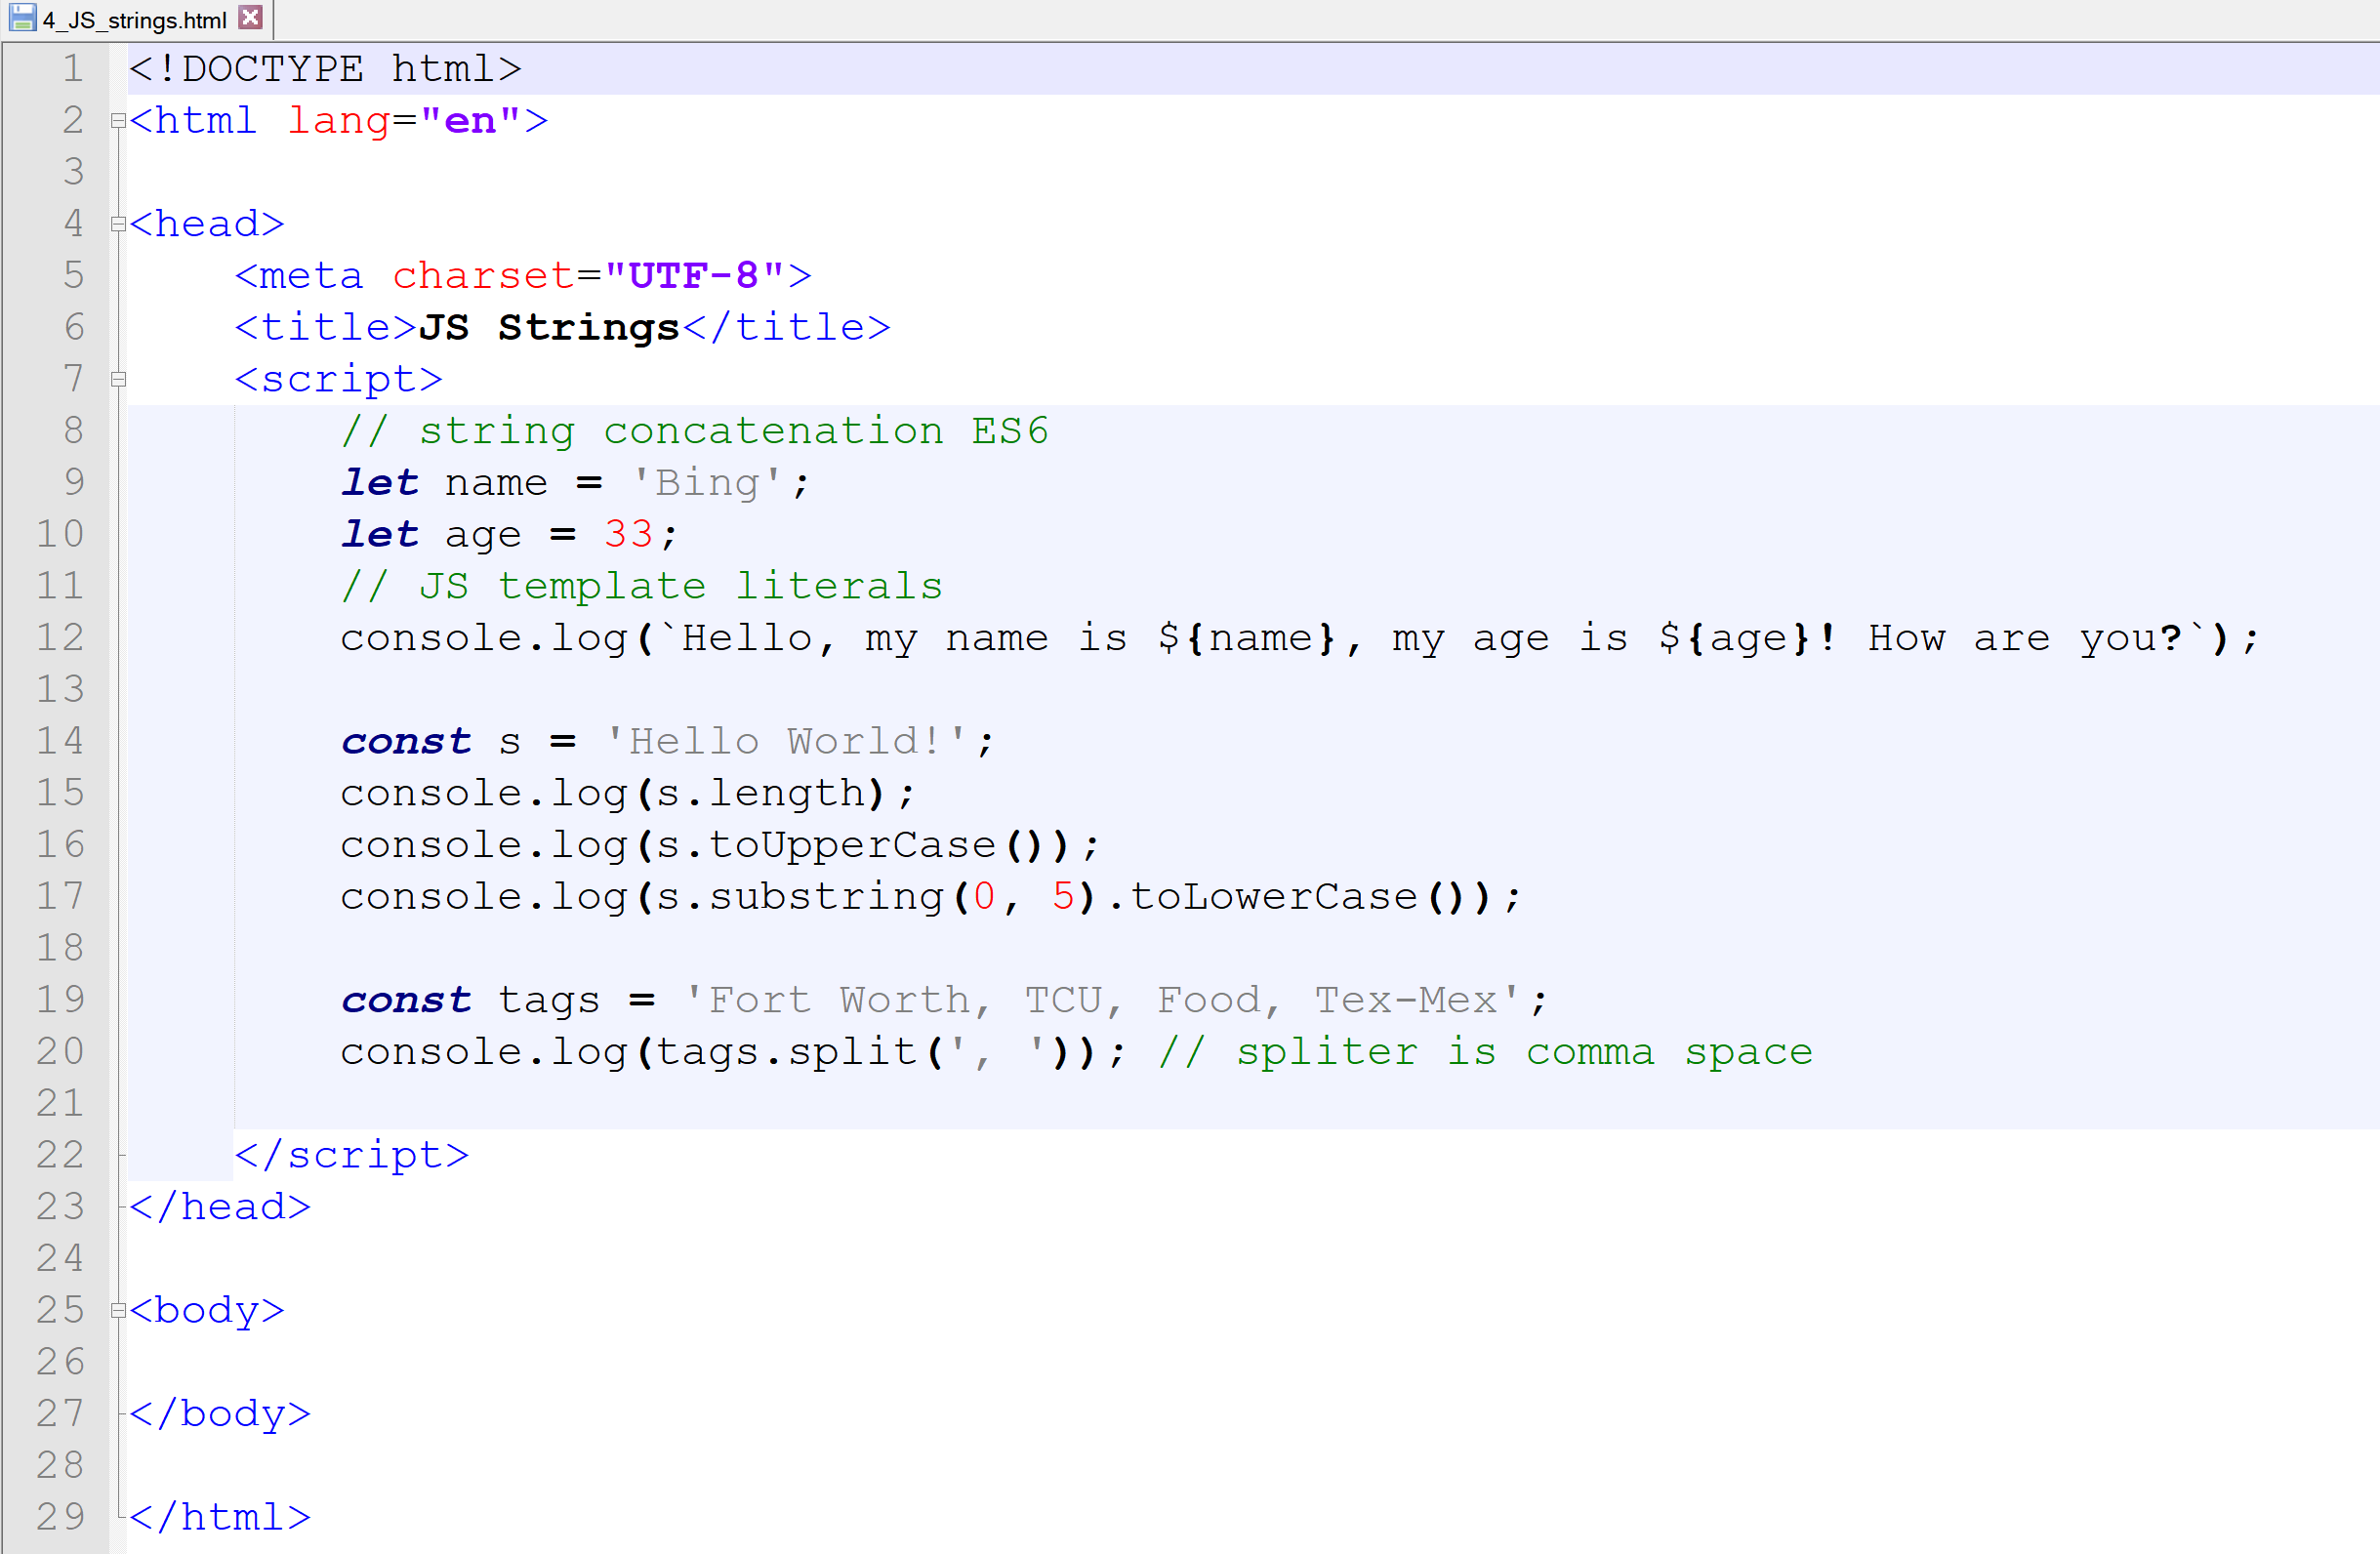 4_JS_strings.html
1 <!DOCTYPE html>
2 <html lang="en">
3
4 <head>
5     <meta charset="UTF-8">
6     <title>JS Strings</title>
7     <script>
8         // string concatenation ES6
9         let name = 'Bing';
10         let age = 33;
11         // JS template literals
12         console.log(`Hello, my name is ${name}, my age is ${age}! How are you?`);
13
14         const s = 'Hello World!';
15         console.log(s.length);
16         console.log(s.toUpperCase());
17         console.log(s.substring(0, 5).toLowerCase());
18
19         const tags = 'Fort Worth, TCU, Food, Tex-Mex';
20         console.log(tags.split(', ')); // spliter is comma space
21
22     </script>
23 </head>
24
25 <body>
26
27 </body>
28
29 </html>